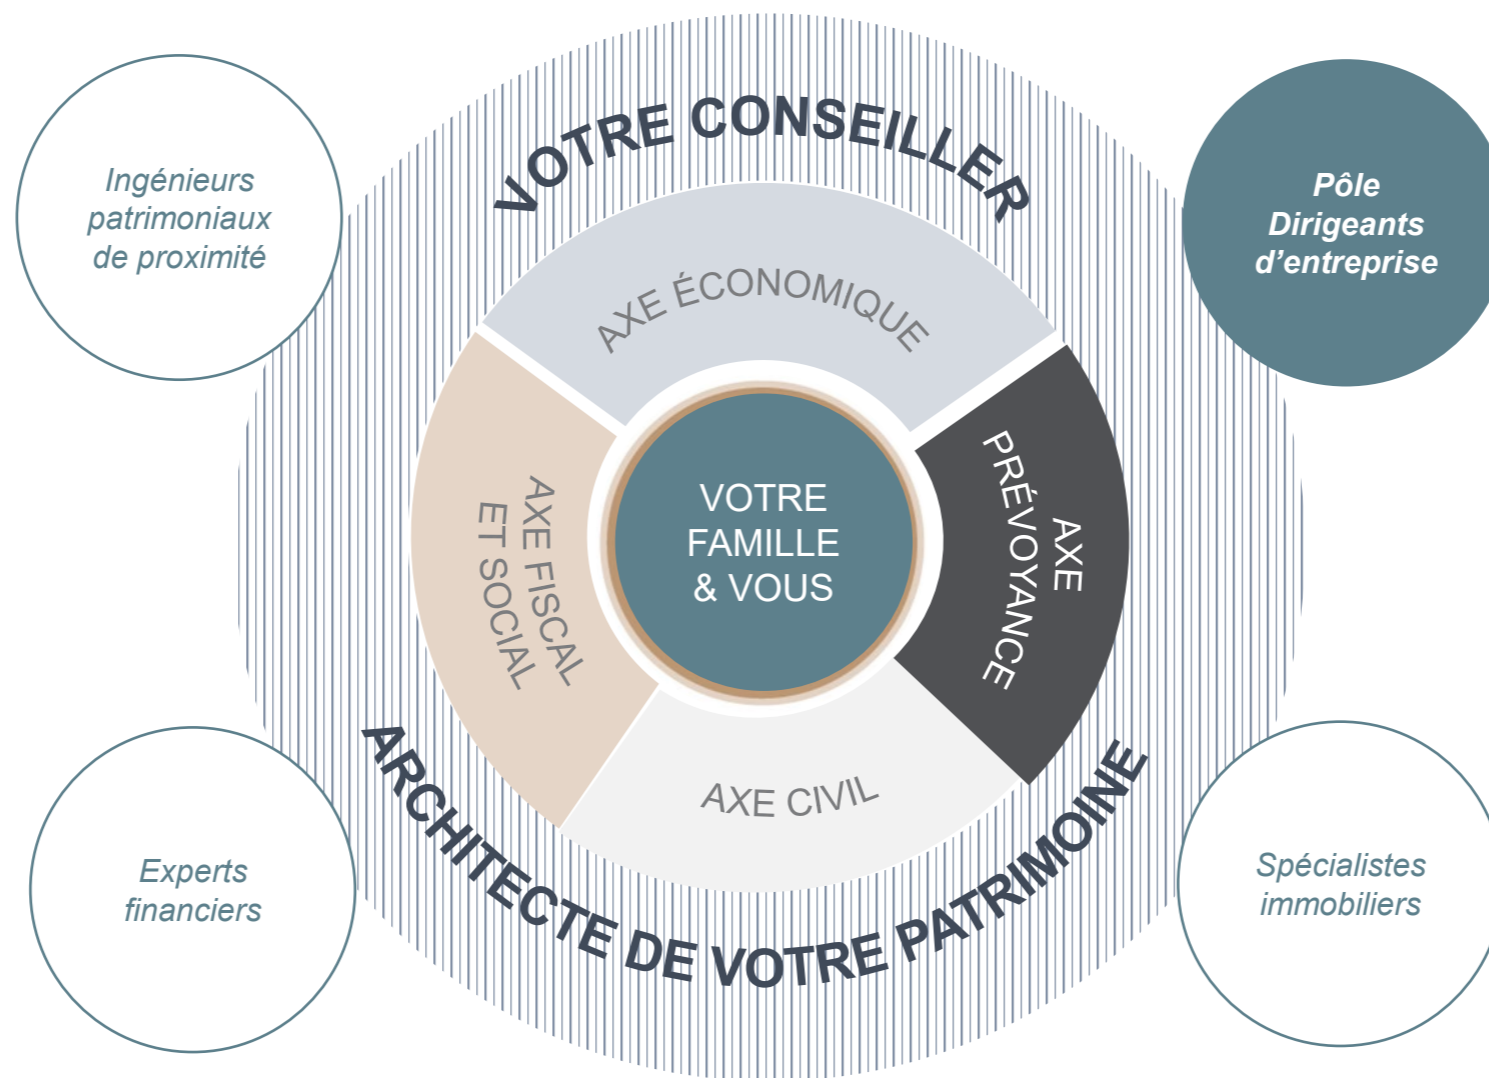 VOTRE CONSEILLER
Ingénieurs
patrimoniaux
de proximité
Pôle
Dirigeants
d’entreprise
AXE ÉCONOMIQUE
AXE FISCAL
ET SOCIAL
VOTRE
FAMILLE
& VOUS
AXE
PRÉVOYANCE
AXE CIVIL
ARCHITECTE DE VOTRE PATRIMOINE
Experts
financiers
Spécialistes
immobiliers